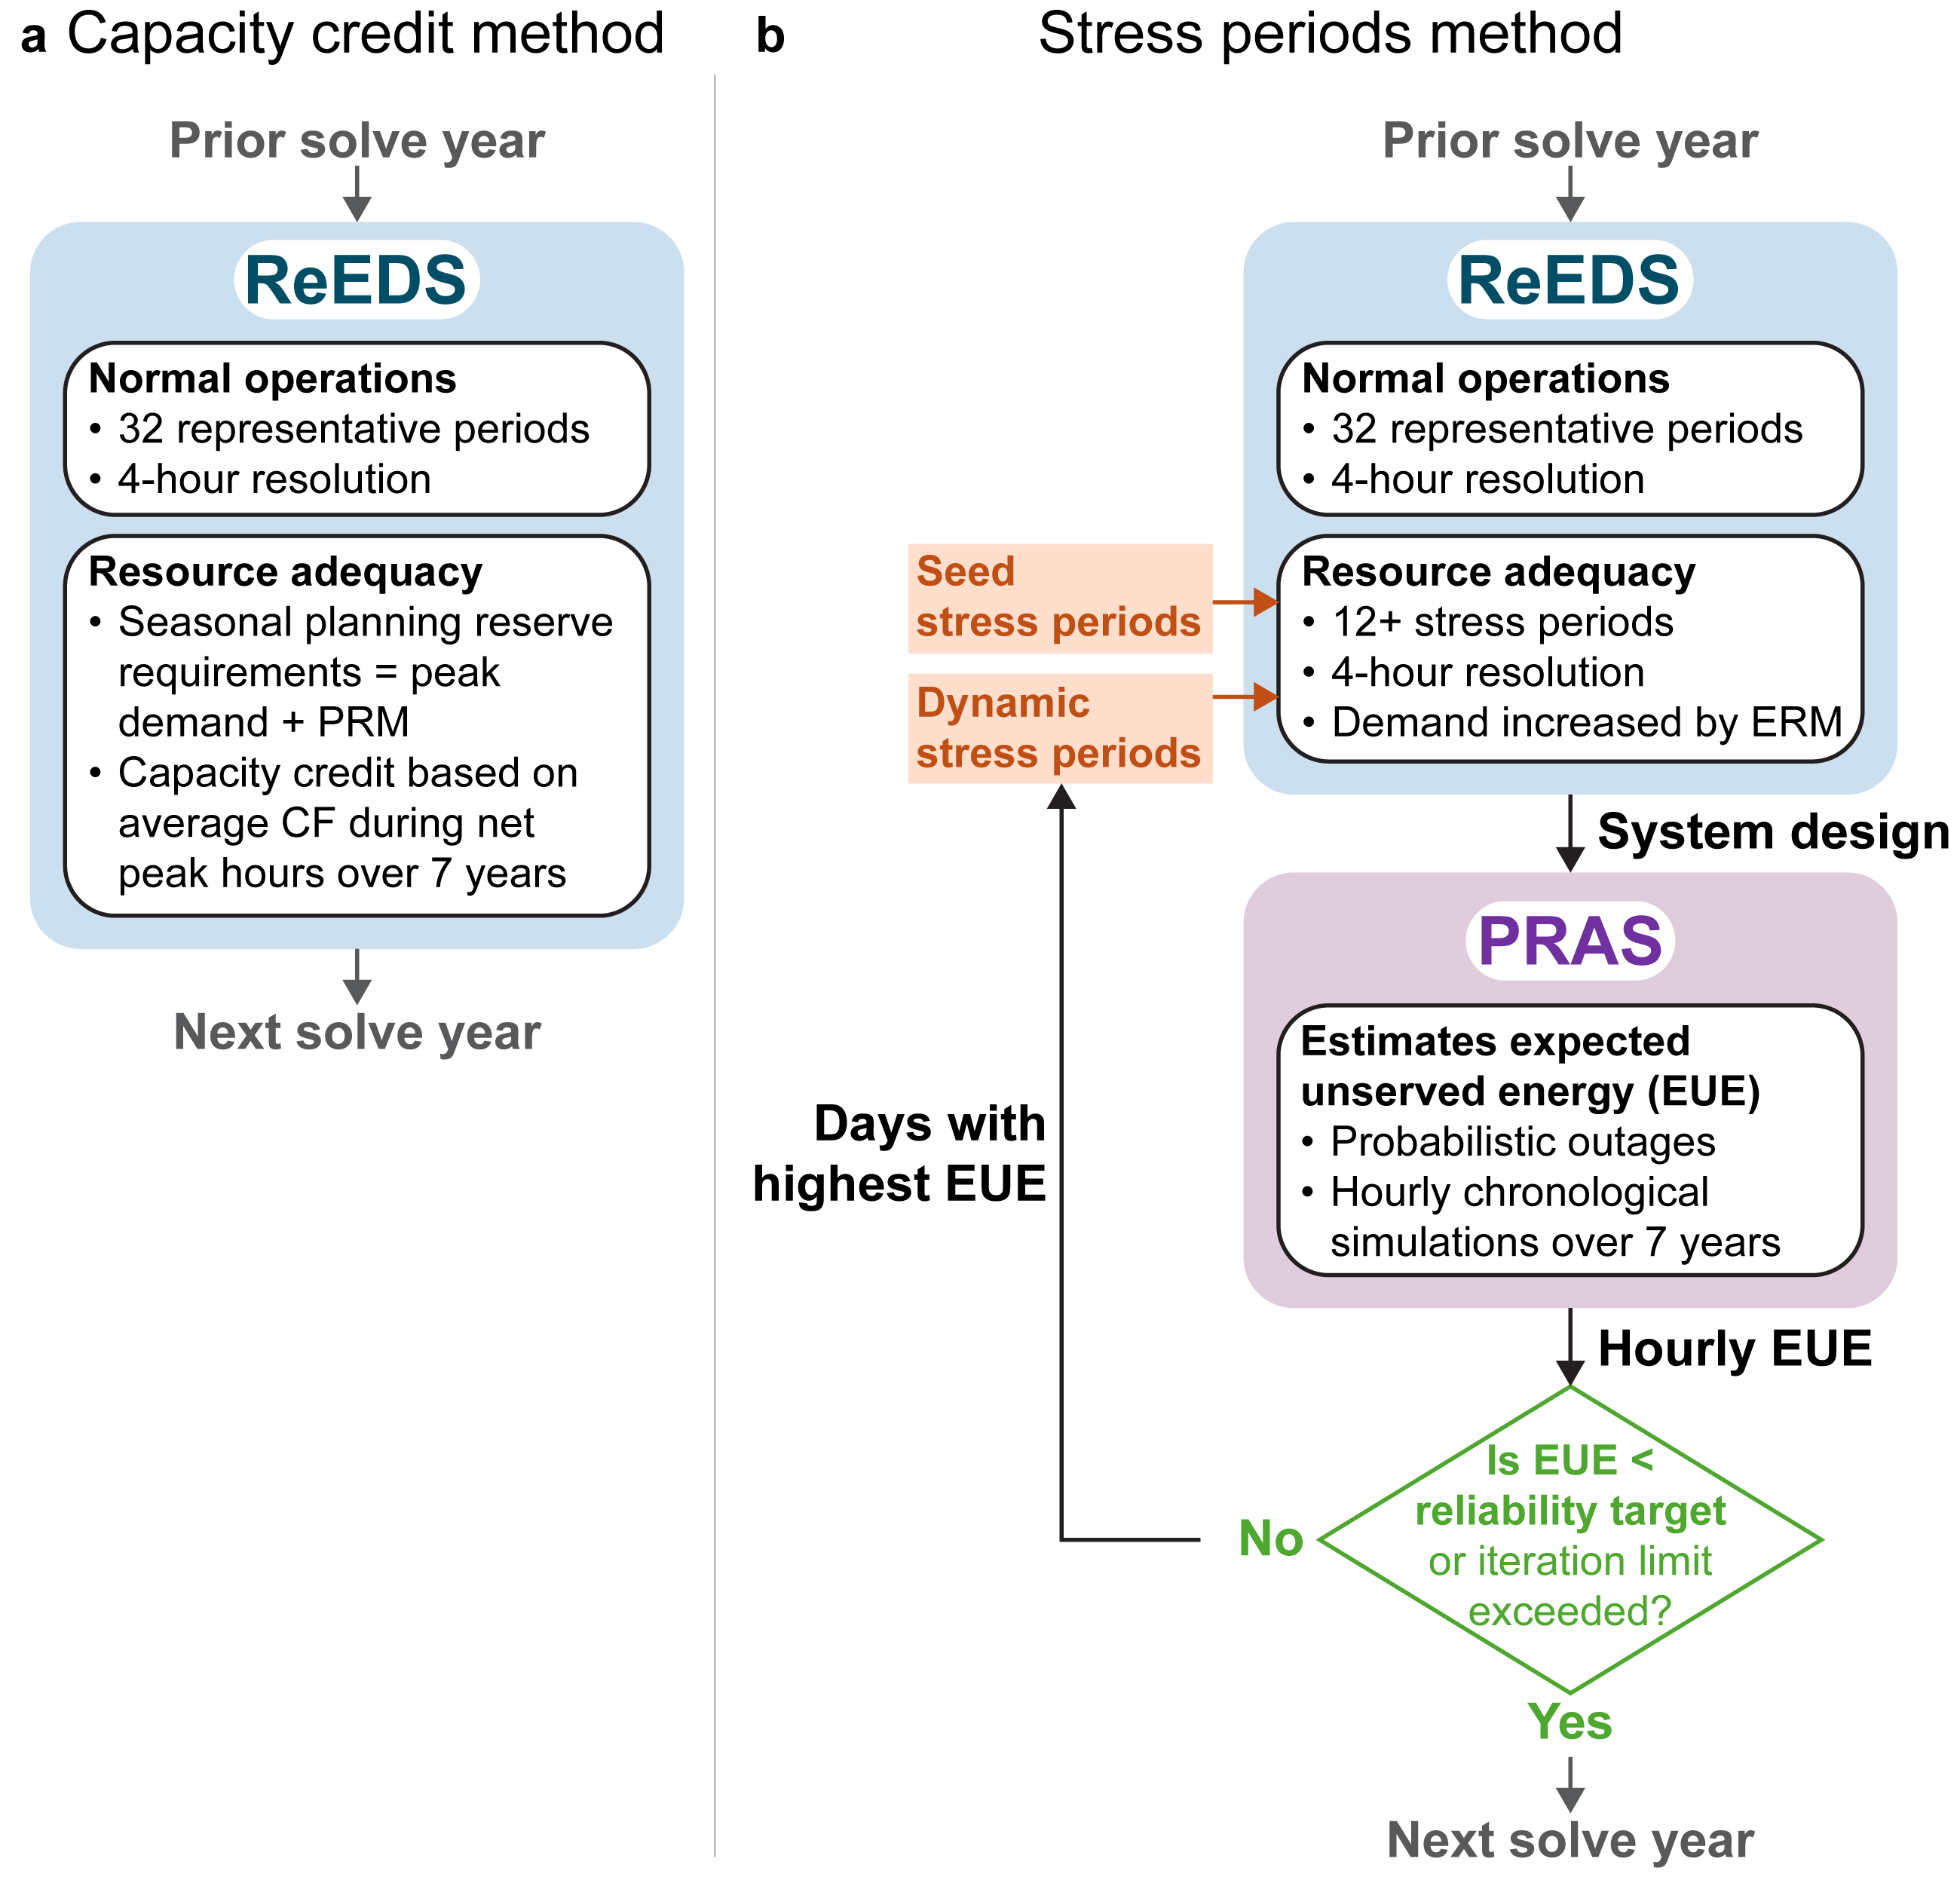 a Capacity credit method
Prior solve year
ReEDS
Normal operations
• 32 representative periods
• 4-hour resolution
Resource adequacy
• Seasonal planning reserve
requirements = peak
demand + PRM
• Capacity credit based on
average CF during net
peak hours over 7 years
Next solve year
b Stress periods method
Prior solve year
ReEDS
Normal operations
• 32 representative periods
• 4-hour resolution
Seed
stress periods
Dynamic
stress periods
Resource adequacy
• 12+ stress periods
• 4-hour resolution
• Demand increased by ERM
System design
PRAS
Estimates expected
unserved energy (EUE)
• Probabilistic outages
• Hourly chronological
simulations over 7 years
Days with
highest EUE
Hourly EUE
Is EUE <
reliability target
or iteration limit
exceeded?
No
Yes
Next solve year